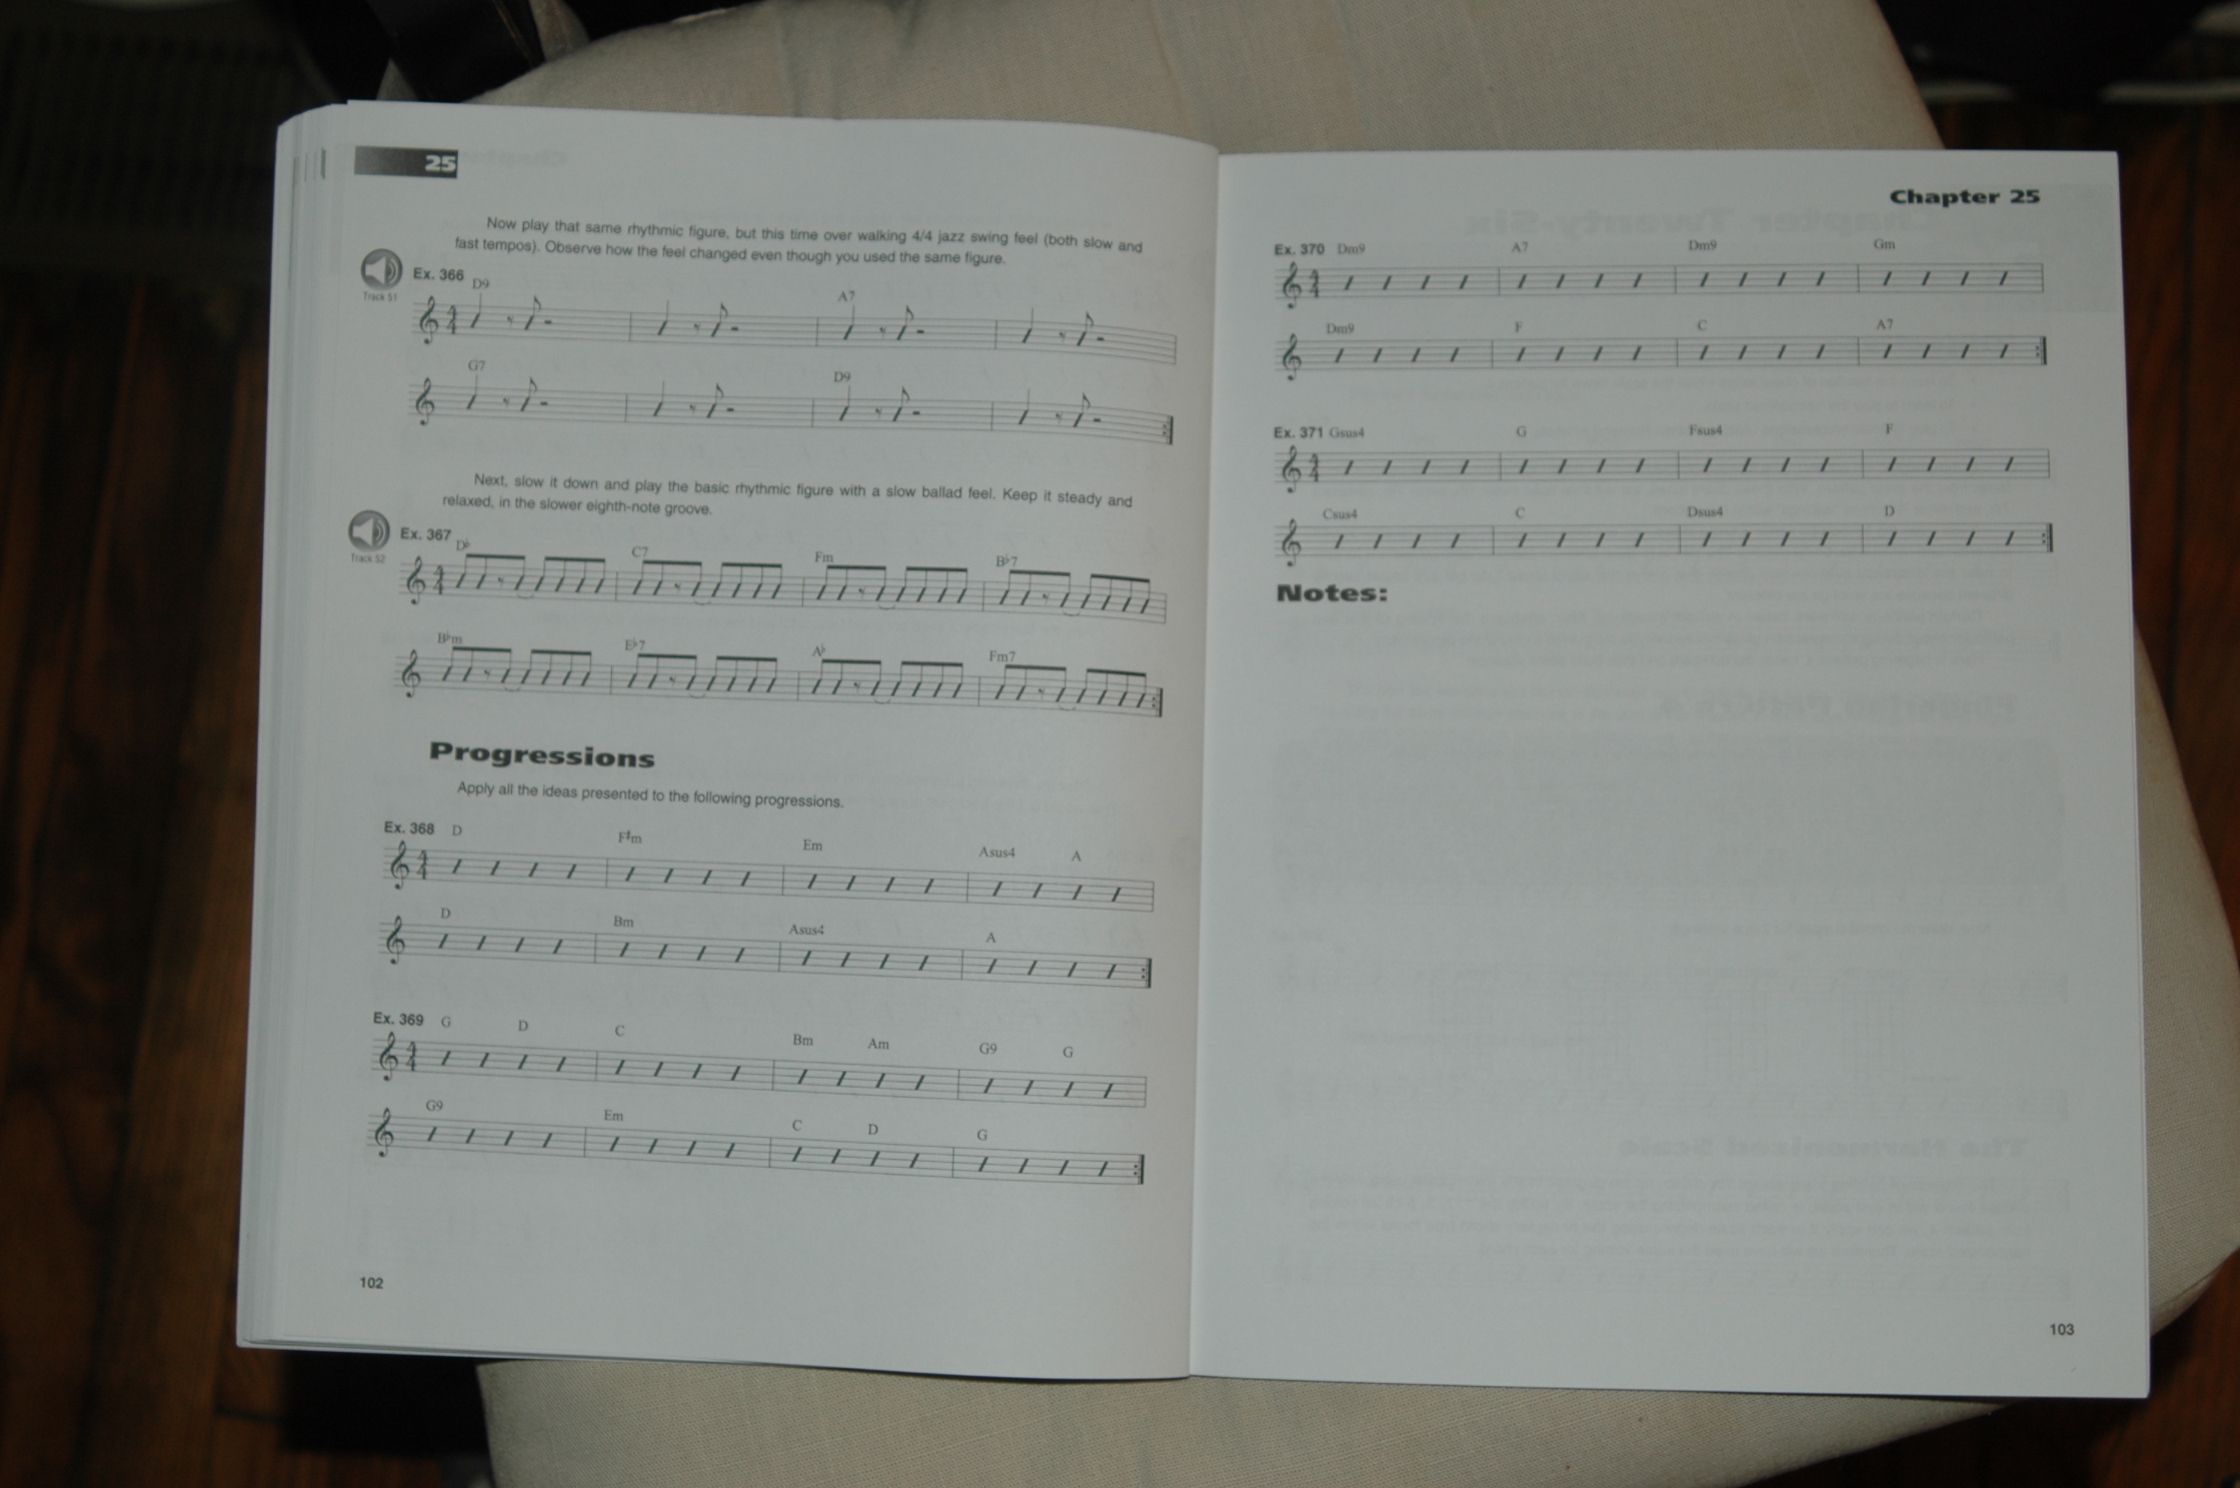 25
Now play that same rhythmic figure, but this time over walking 4/4 jazz swing feel (both slow and
fast tempos). Observe how the feel changed even though you used the same figure.
Track 51
Ex. 366 D9 A7
G7 D9
Next, slow it down and play the basic rhythmic figure with a slow ballad feel. Keep it steady and
relaxed, in the slower eighth-note groove.
Track 52
Ex. 367 D♭ C7 Fm B♭7
B♭m E♭7 A♭ Fm7
Progressions
Apply all the ideas presented to the following progressions.
Ex. 368 D F#m Em Asus4 A
D Bm Asus4 A
Ex. 369 G D C Bm Am G9 G
G9 Em C D G
102
Chapter 25
Ex. 370 Dm9 A7 Dm9 Gm
Dm9 F C A7
Ex. 371 Gsus4 G Fsus4 F
Csus4 C Dsus4 D
Notes:
103